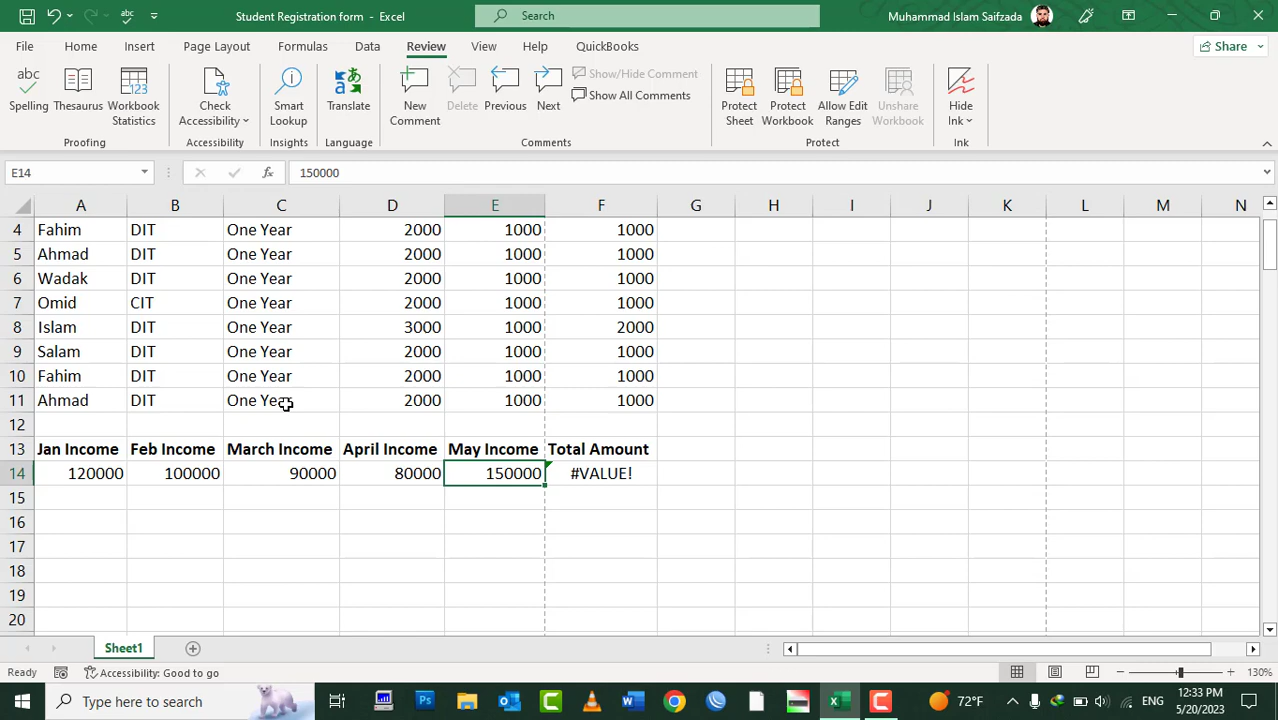 Student Registration form - Excel
Search
Muhammad Islam Saifzada
File Home Insert Page Layout Formulas Data Review View Help QuickBooks
Share
abc
Spelling
Thesaurus
Workbook Statistics
Check Accessibility
Smart Lookup
Translate
New Comment
Delete
Previous
Next
Show/Hide Comment
Show All Comments
Protect Sheet
Protect Workbook
Allow Edit Ranges
Unshare Workbook
Hide Ink
Proofing Accessibility Insights Language Comments Protect Ink
E14 fx 150000
A B C D E F G H I J K L M N
4 Fahim DIT One Year 2000 1000 1000
5 Ahmad DIT One Year 2000 1000 1000
6 Wadak DIT One Year 2000 1000 1000
7 Omid CIT One Year 2000 1000 1000
8 Islam DIT One Year 3000 1000 2000
9 Salam DIT One Year 2000 1000 1000
10 Fahim DIT One Year 2000 1000 1000
11 Ahmad DIT One Year 2000 1000 1000
12
13 Jan Income Feb Income March Income April Income May Income Total Amount
14 120000 100000 90000 80000 150000 #VALUE!
15
16
17
18
19
20
Sheet1
Ready Accessibility: Good to go 130%
Type here to search
72°F
ENG
12:33 PM
5/20/2023